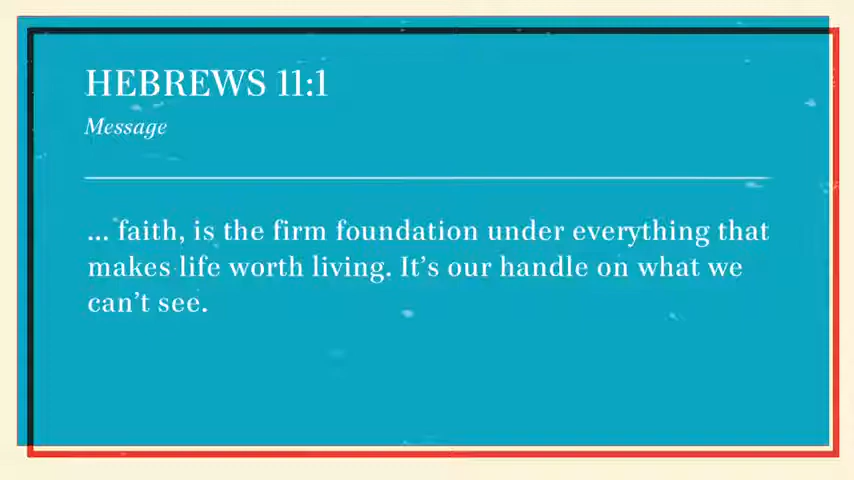 HEBREWS 11:1
Message
... faith, is the firm foundation under everything that
makes life worth living. It’s our handle on what we
can’t see.